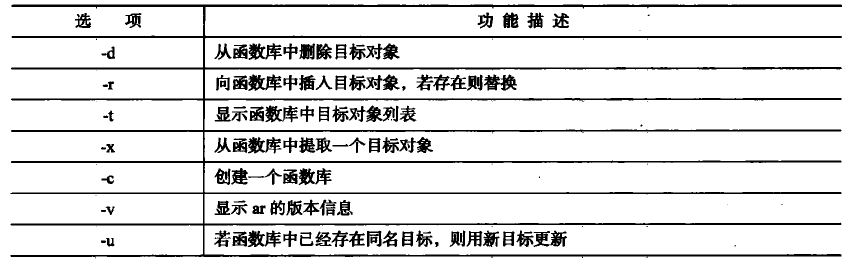 选 项 功 能 描 述
-d 从函数库中删除目标对象
-r 向函数库中插入目标对象，若存在则替换
-t 显示函数库中目标对象列表
-x 从函数库中提取一个目标对象
-c 创建一个函数库
-v 显示 ar 的版本信息
-u 若函数库中已经存在同名目标，则用新目标更新